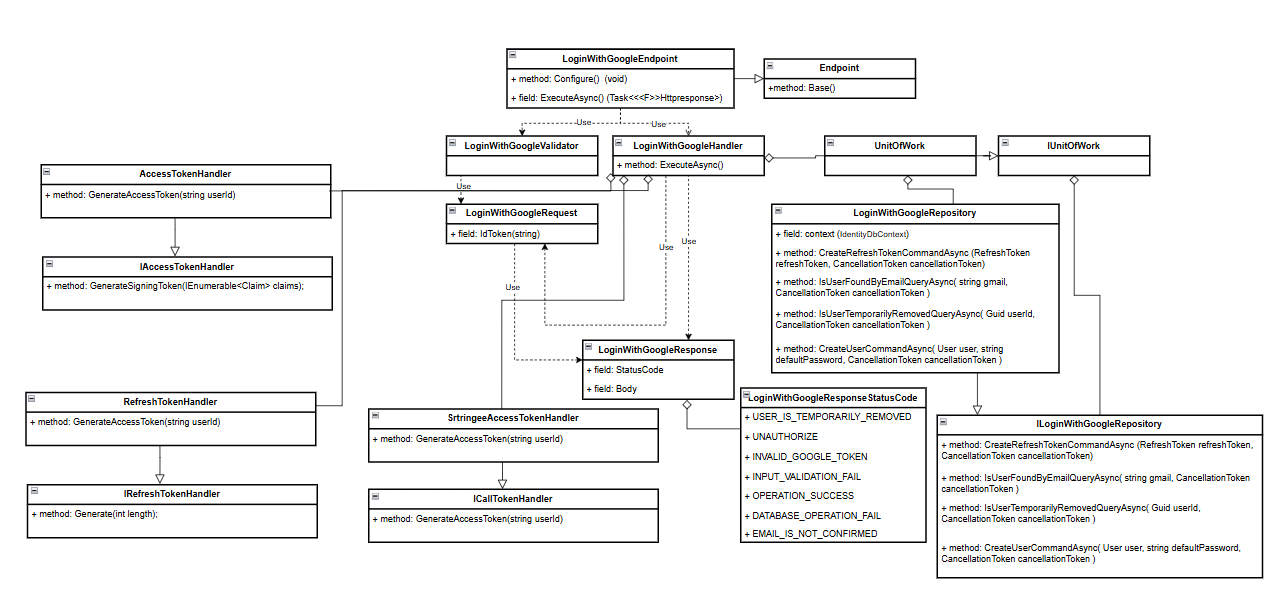 LoginWithGoogleEndpoint
+ method: Configure() (void)
+ field: ExecuteAsync() (Task<<<F>>Httpresponse>)
Endpoint
+method: Base()
Use
Use
LoginWithGoogleValidator
LoginWithGoogleHandler
+ method: ExecuteAsync()
UnitOfWork
IUnitOfWork
AccessTokenHandler
+ method: GenerateAccessToken(string userId)
Use
LoginWithGoogleRequest
+ field: IdToken(string)
LoginWithGoogleRepository
+ field: context (IdentityDbContext)
+ method: CreateRefreshTokenCommandAsync (RefreshToken
refreshToken, CancellationToken cancellationToken)
+ method: IsUserFoundByEmailQueryAsync( string gmail,
CancellationToken cancellationToken )
+ method: IsUserTemporarilyRemovedQueryAsync( Guid userId,
CancellationToken cancellationToken )
+ method: CreateUserCommandAsync( User user, string
defaultPassword, CancellationToken cancellationToken )
Use
Use
Use
IAccessTokenHandler
+ method: GenerateSigningToken(IEnumerable<Claim> claims);
LoginWithGoogleResponse
+ field: StatusCode
+ field: Body
RefreshTokenHandler
+ method: GenerateAccessToken(string userId)
SrtringeeAccessTokenHandler
+ method: GenerateAccessToken(string userId)
LoginWithGoogleResponseStatusCode
+ USER_IS_TEMPORARILY_REMOVED
+ UNAUTHORIZE
+ INVALID_GOOGLE_TOKEN
+ INPUT_VALIDATION_FAIL
+ OPERATION_SUCCESS
+ DATABASE_OPERATION_FAIL
+ EMAIL_IS_NOT_CONFIRMED
ILoginWithGoogleRepository
+ method: CreateRefreshTokenCommandAsync (RefreshToken refreshToken,
CancellationToken cancellationToken)
+ method: IsUserFoundByEmailQueryAsync( string gmail, CancellationToken
cancellationToken )
+ method: IsUserTemporarilyRemovedQueryAsync( Guid userId,
CancellationToken cancellationToken )
+ method: CreateUserCommandAsync( User user, string defaultPassword,
CancellationToken cancellationToken )
IRefreshTokenHandler
+ method: Generate(int length);
ICallTokenHandler
+ method: GenerateAccessToken(string userId)